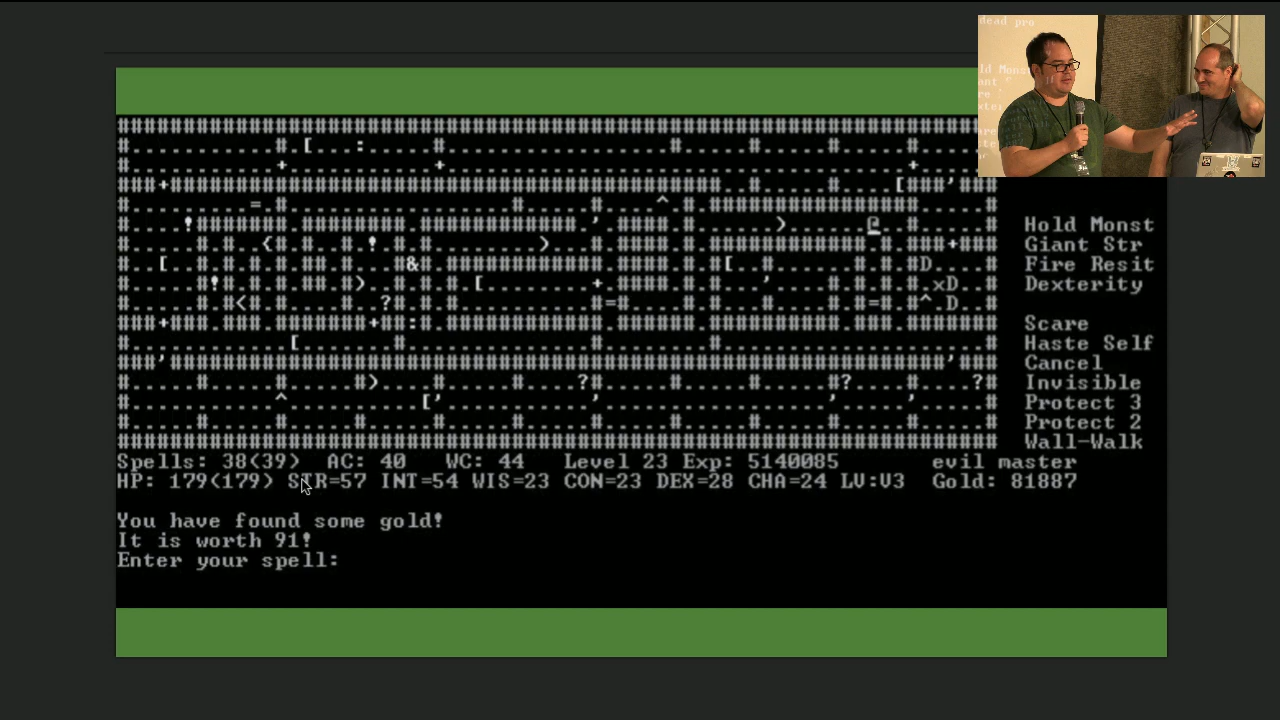 dead pro
Hold Monst
Giant Str
Fire Resit
Dexterity
Scare
Haste Self
Cancel
Invisible
Protect 3
Protect 2
Wall-Walk
Spells: 38(39) AC: 40 WC: 44 Level 23 Exp: 5140085 evil master
HP: 179(179) STR=57 INT=54 WIS=23 CON=23 DEX=28 CHA=24 LV:V3 Gold: 81887
You have found some gold!
It is worth 91!
Enter your spell: